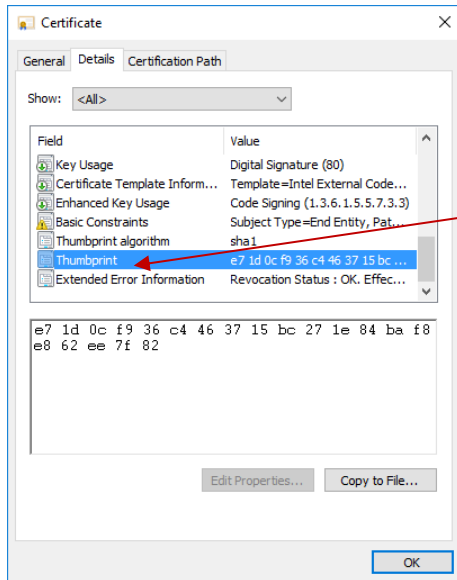 Certificate
General Details Certification Path
Show: <All>
Field Value
Key Usage Digital Signature (80)
Certificate Template Inform... Template=Intel External Code...
Enhanced Key Usage Code Signing (1.3.6.1.5.5.7.3.3)
Basic Constraints Subject Type=End Entity, Pat...
Thumbprint algorithm sha1
Thumbprint e7 1d 0c f9 36 c4 46 37 15 bc ...
Extended Error Information Revocation Status : OK. Effec...
e7 1d 0c f9 36 c4 46 37 15 bc 27 1e 84 ba f8
e8 62 ee 7f 82
Edit Properties... Copy to File...
OK